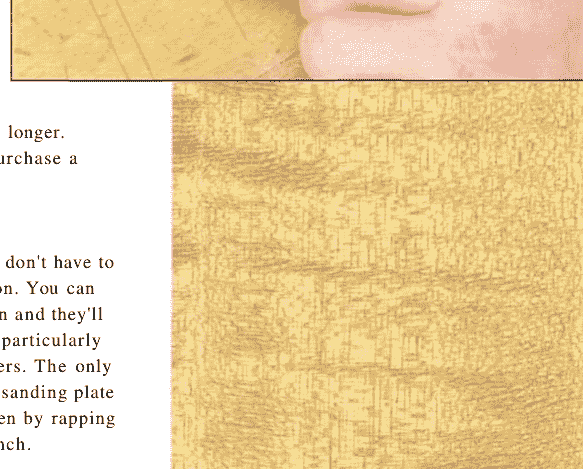 longer.
urchase a
don't have to
on. You can
n and they'll
particularly
ers. The only
sanding plate
en by rapping
nch.